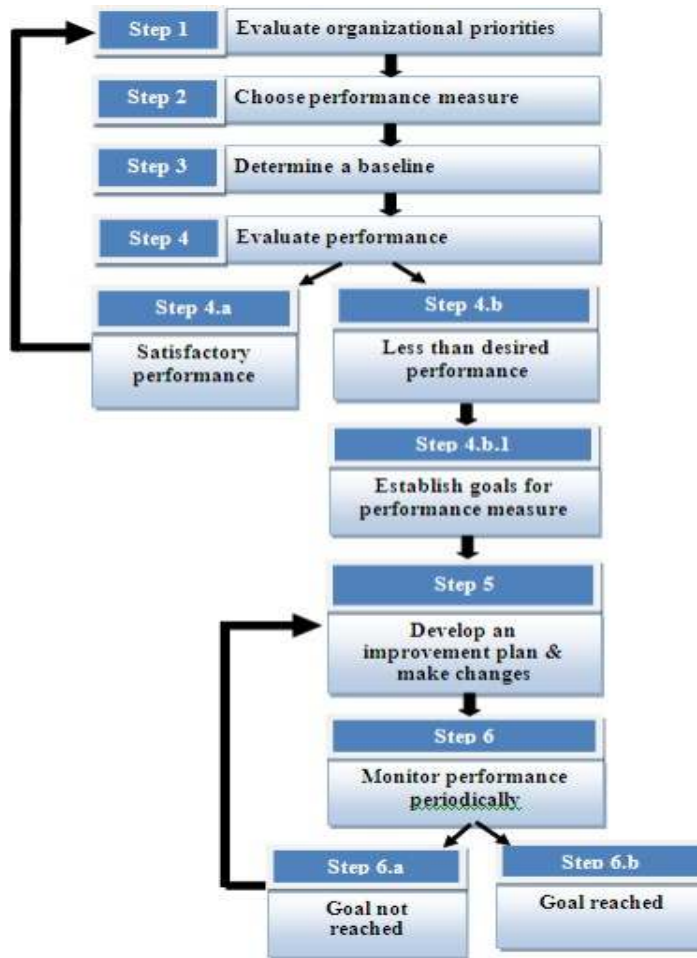 Step 1
Evaluate organizational priorities
Step 2
Choose performance measure
Step 3
Determine a baseline
Step 4
Evaluate performance
Step 4.a
Satisfactory
performance
Step 4.b
Less than desired
performance
Step 4.b.1
Establish goals for
performance measure
Step 5
Develop an
improvement plan &
make changes
Step 6
Monitor performance
periodically
Step 6.a
Goal not
reached
Step 6.b
Goal reached